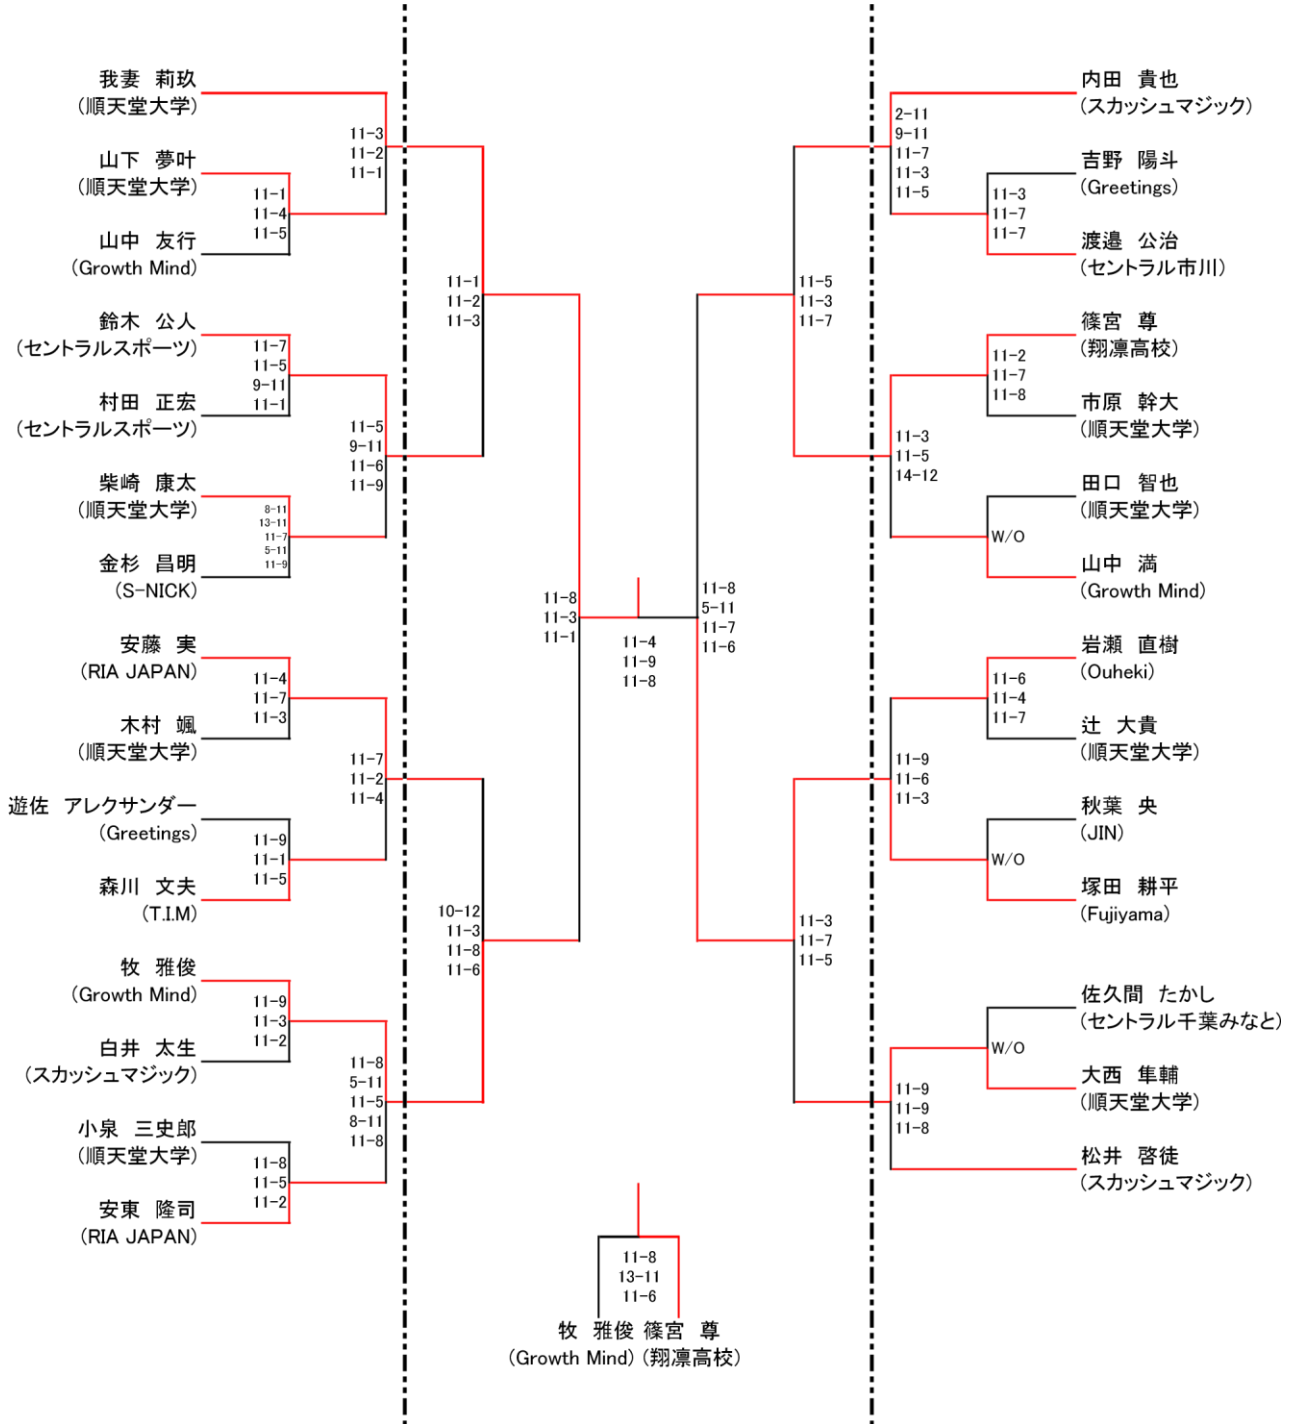 我妻 莉玖
(順天堂大学)
山下 夢叶
(順天堂大学)
山中 友行
(Growth Mind)
鈴木 公人
(セントラルスポーツ)
村田 正宏
(セントラルスポーツ)
柴崎 康太
(順天堂大学)
金杉 昌明
(S-NICK)
安藤 実
(RIA JAPAN)
木村 颯
(順天堂大学)
遊佐 アレクサンダー
(Greetings)
森川 文夫
(T.I.M)
牧 雅俊
(Growth Mind)
白井 太生
(スカッシュマジック)
小泉 三史郎
(順天堂大学)
安東 隆司
(RIA JAPAN)
11-1
11-4
11-5
11-7
11-5
9-11
11-1
8-11
13-11
11-7
5-11
11-9
11-4
11-7
11-3
11-9
11-1
11-5
11-9
11-3
11-2
11-8
11-5
11-2
11-3
11-2
11-1
11-5
9-11
11-6
11-9
11-7
11-2
11-4
11-8
5-11
11-5
8-11
11-8
11-1
11-2
11-3
10-12
11-3
11-8
11-6
11-8
11-3
11-1
11-4
11-9
11-8
11-8
5-11
11-7
11-6
11-5
11-3
11-7
11-3
11-7
11-5
2-11
9-11
11-7
11-3
11-5
11-3
11-5
14-12
11-9
11-6
11-3
11-9
11-9
11-8
11-3
11-7
11-7
11-2
11-7
11-8
W/O
11-6
11-4
11-7
W/O
W/O
内田 貴也
(スカッシュマジック)
吉野 陽斗
(Greetings)
渡邉 公治
(セントラル市川)
篠宮 尊
(翔凛高校)
市原 幹大
(順天堂大学)
田口 智也
(順天堂大学)
山中 満
(Growth Mind)
岩瀬 直樹
(Ouheki)
辻 大貴
(順天堂大学)
秋葉 央
(JIN)
塚田 耕平
(Fujiyama)
佐久間 たかし
(セントラル千葉みなと)
大西 隼輔
(順天堂大学)
松井 啓徒
(スカッシュマジック)
11-8
13-11
11-6
牧 雅俊 篠宮 尊
(Growth Mind) (翔凛高校)